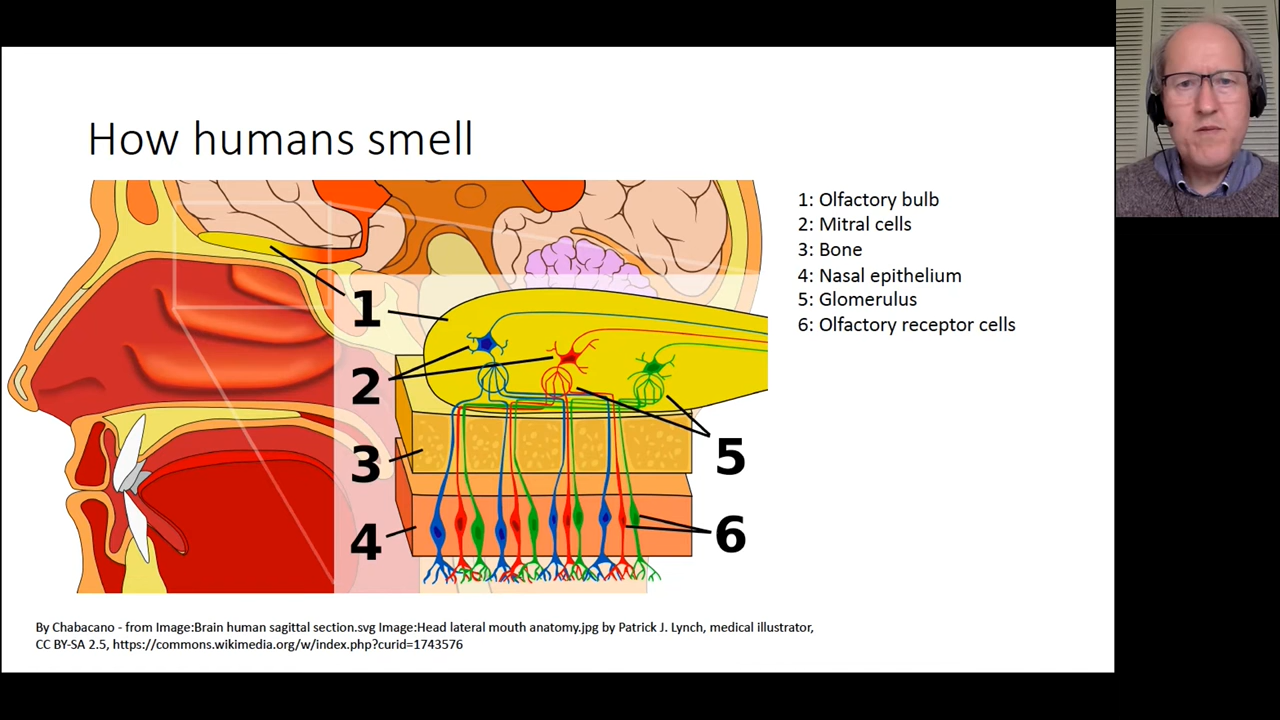 How humans smell
1: Olfactory bulb
2: Mitral cells
3: Bone
4: Nasal epithelium
5: Glomerulus
6: Olfactory receptor cells
1
2
3
4
5
6
By Chabacano - from Image:Brain human sagittal section.svg Image:Head lateral mouth anatomy.jpg by Patrick J. Lynch, medical illustrator,
CC BY-SA 2.5, https://commons.wikimedia.org/w/index.php?curid=1743576